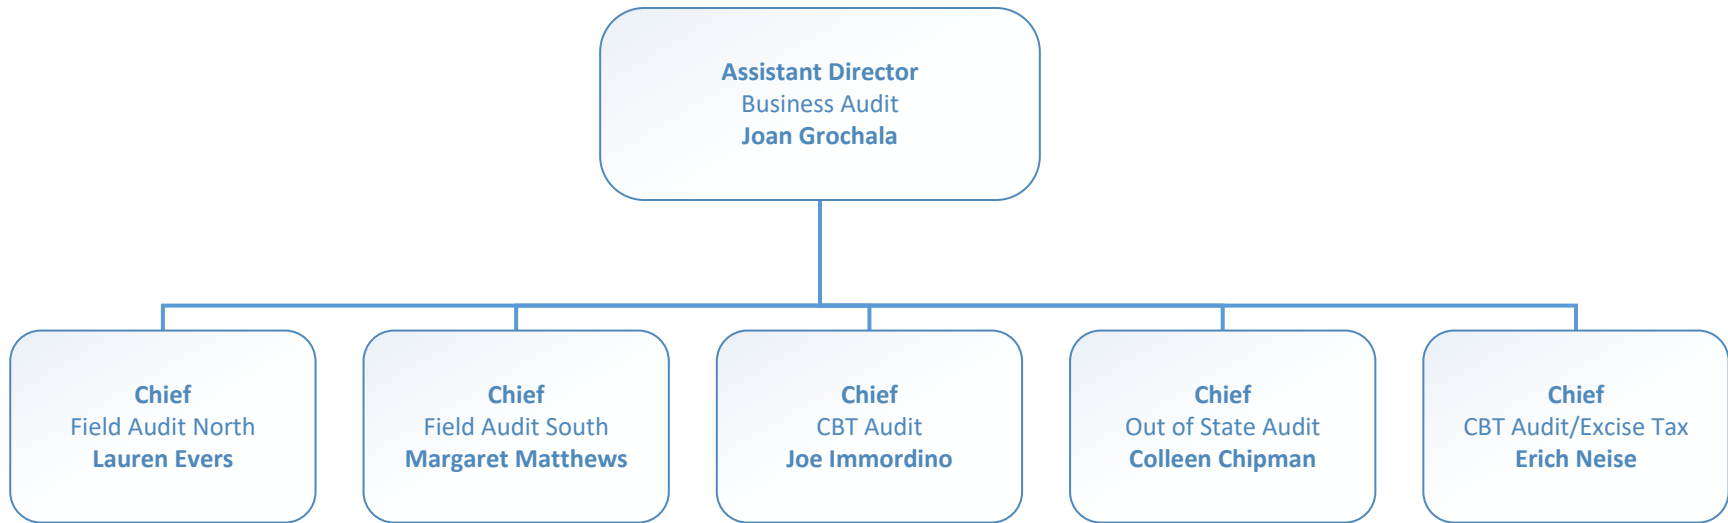 Assistant Director
Business Audit
Joan Grochala
Chief
Field Audit North
Lauren Evers
Chief
Field Audit South
Margaret Matthews
Chief
CBT Audit
Joe Immordino
Chief
Out of State Audit
Colleen Chipman
Chief
CBT Audit/Excise Tax
Erich Neise